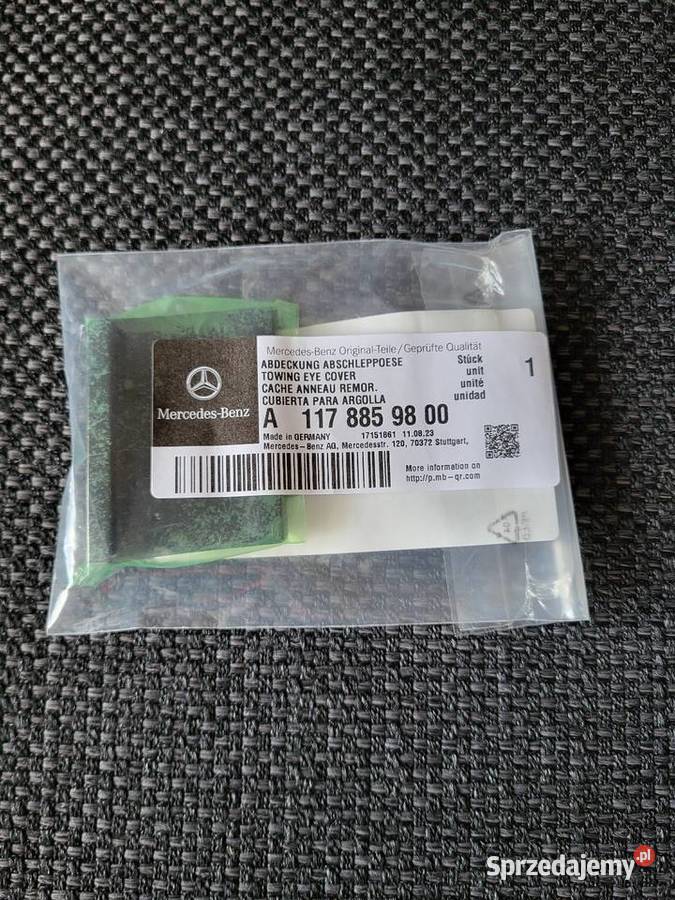 Mercedes-Benz Original-Teile/Geprüfte Qualität
ABDECKUNG ABSCHLEPPOESE Stück 1
TOWING EYE COVER unit
CACHE ANNEAU REMOR. unité
CUBIERTA PARA ARGOLLA unidad
Mercedes-Benz
A 117 885 98 00
Made in GERMANY 17151861 11.08.23
Mercedes-Benz AG, Mercedesstr. 120, 70372 Stuttgart,
More information on
http://p.mb-qr.com
04
Sprzedajemy.pl